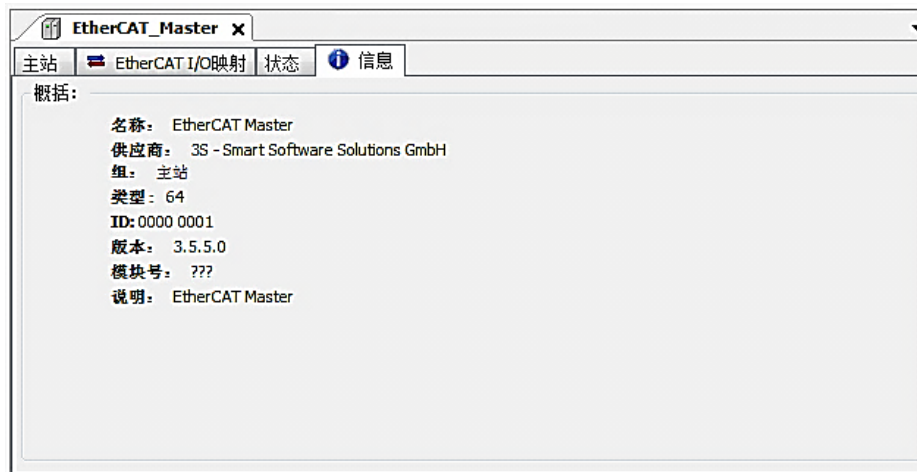 EtherCAT_Master X
主站 EtherCAT I/O映射 状态 信息
概括:
名称： EtherCAT Master
供应商： 3S - Smart Software Solutions GmbH
组： 主站
类型: 64
ID: 0000 0001
版本： 3.5.5.0
模块号： ???
说明： EtherCAT Master